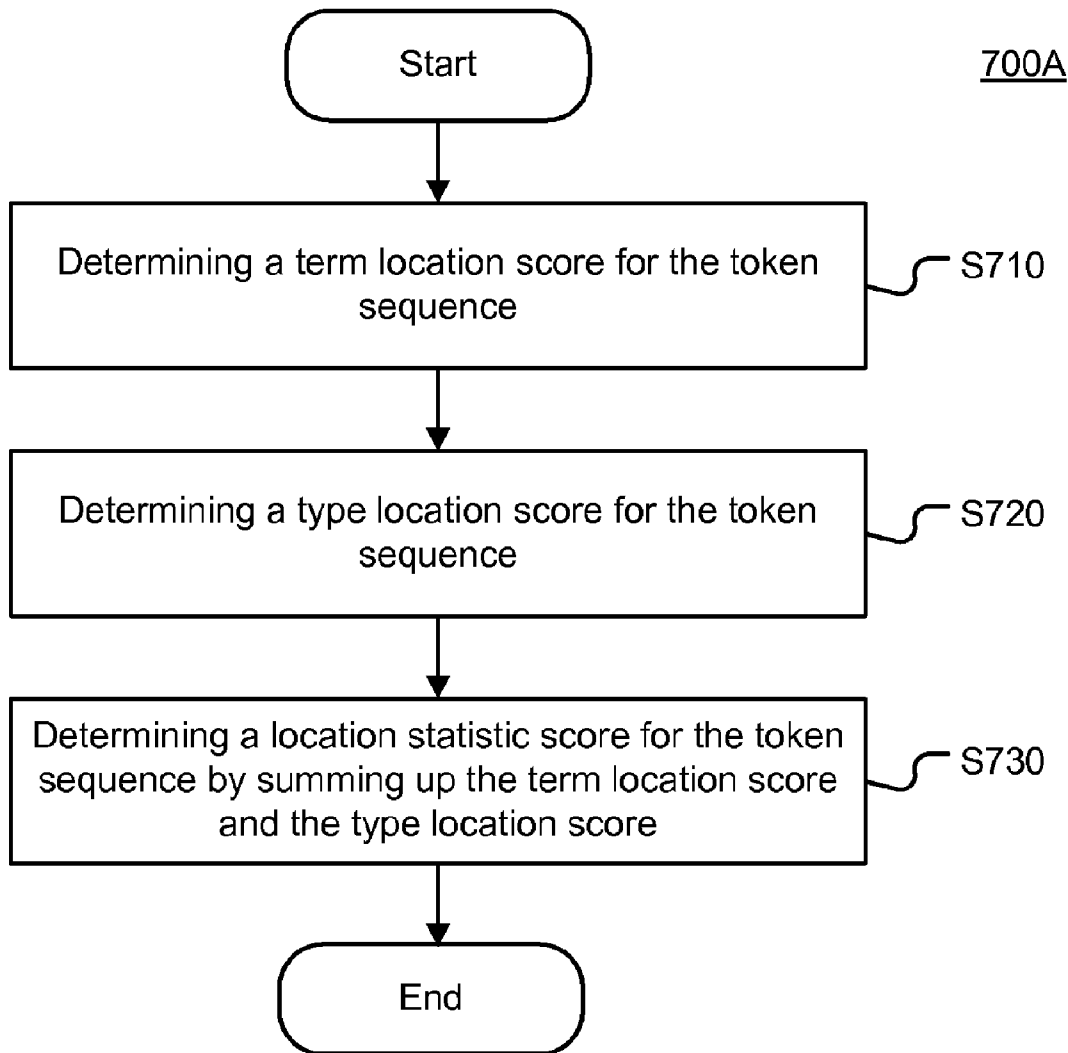 Start
700A
Determining a term location score for the token
sequence
S710
Determining a type location score for the token
sequence
S720
Determining a location statistic score for the token
sequence by summing up the term location score
and the type location score
S730
End